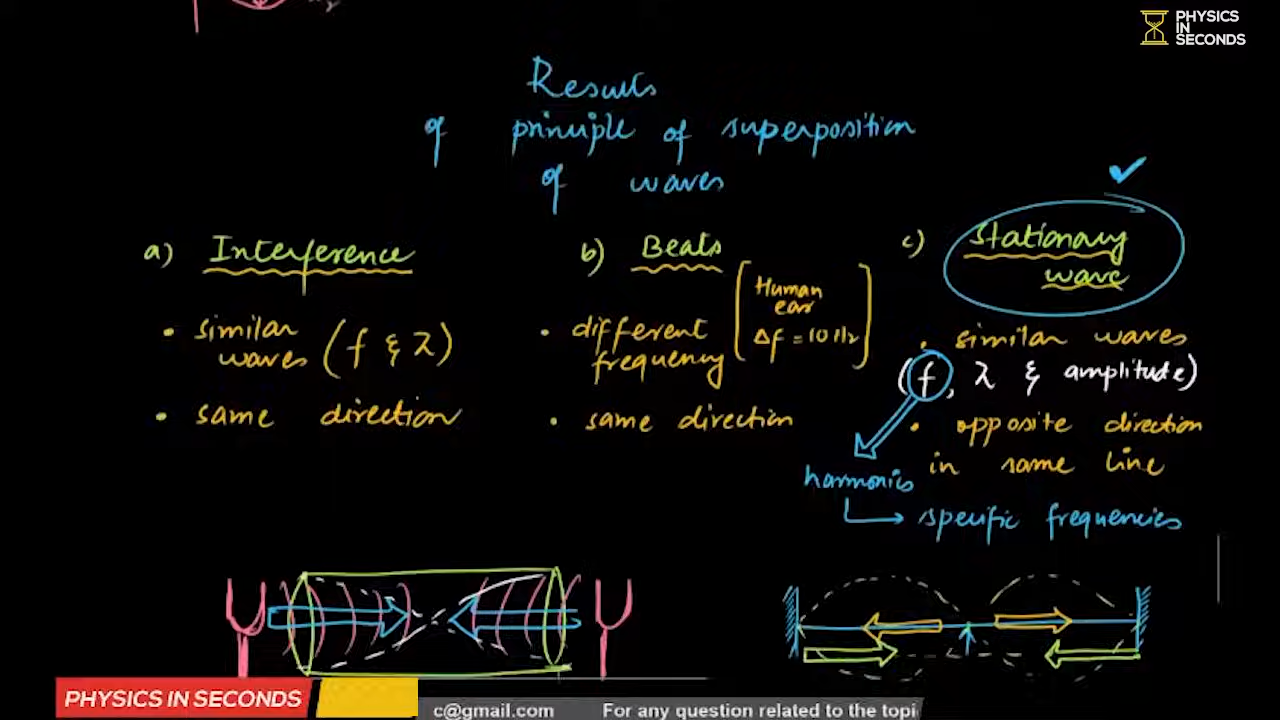 PHYSICS
IN
SECONDS
Results
of principle of superposition
of waves
a) Interference
• similar
waves (f & λ)
• same direction
b) Beats
[Human
ear
Δf = 10 Hz]
• different
frequency
• same direction
c) Stationary
wave
• similar waves
(f, λ & amplitude)
• opposite direction
in same line
harmonics
specific frequencies
PHYSICS IN SECONDS
c@gmail.com For any question related to the topi